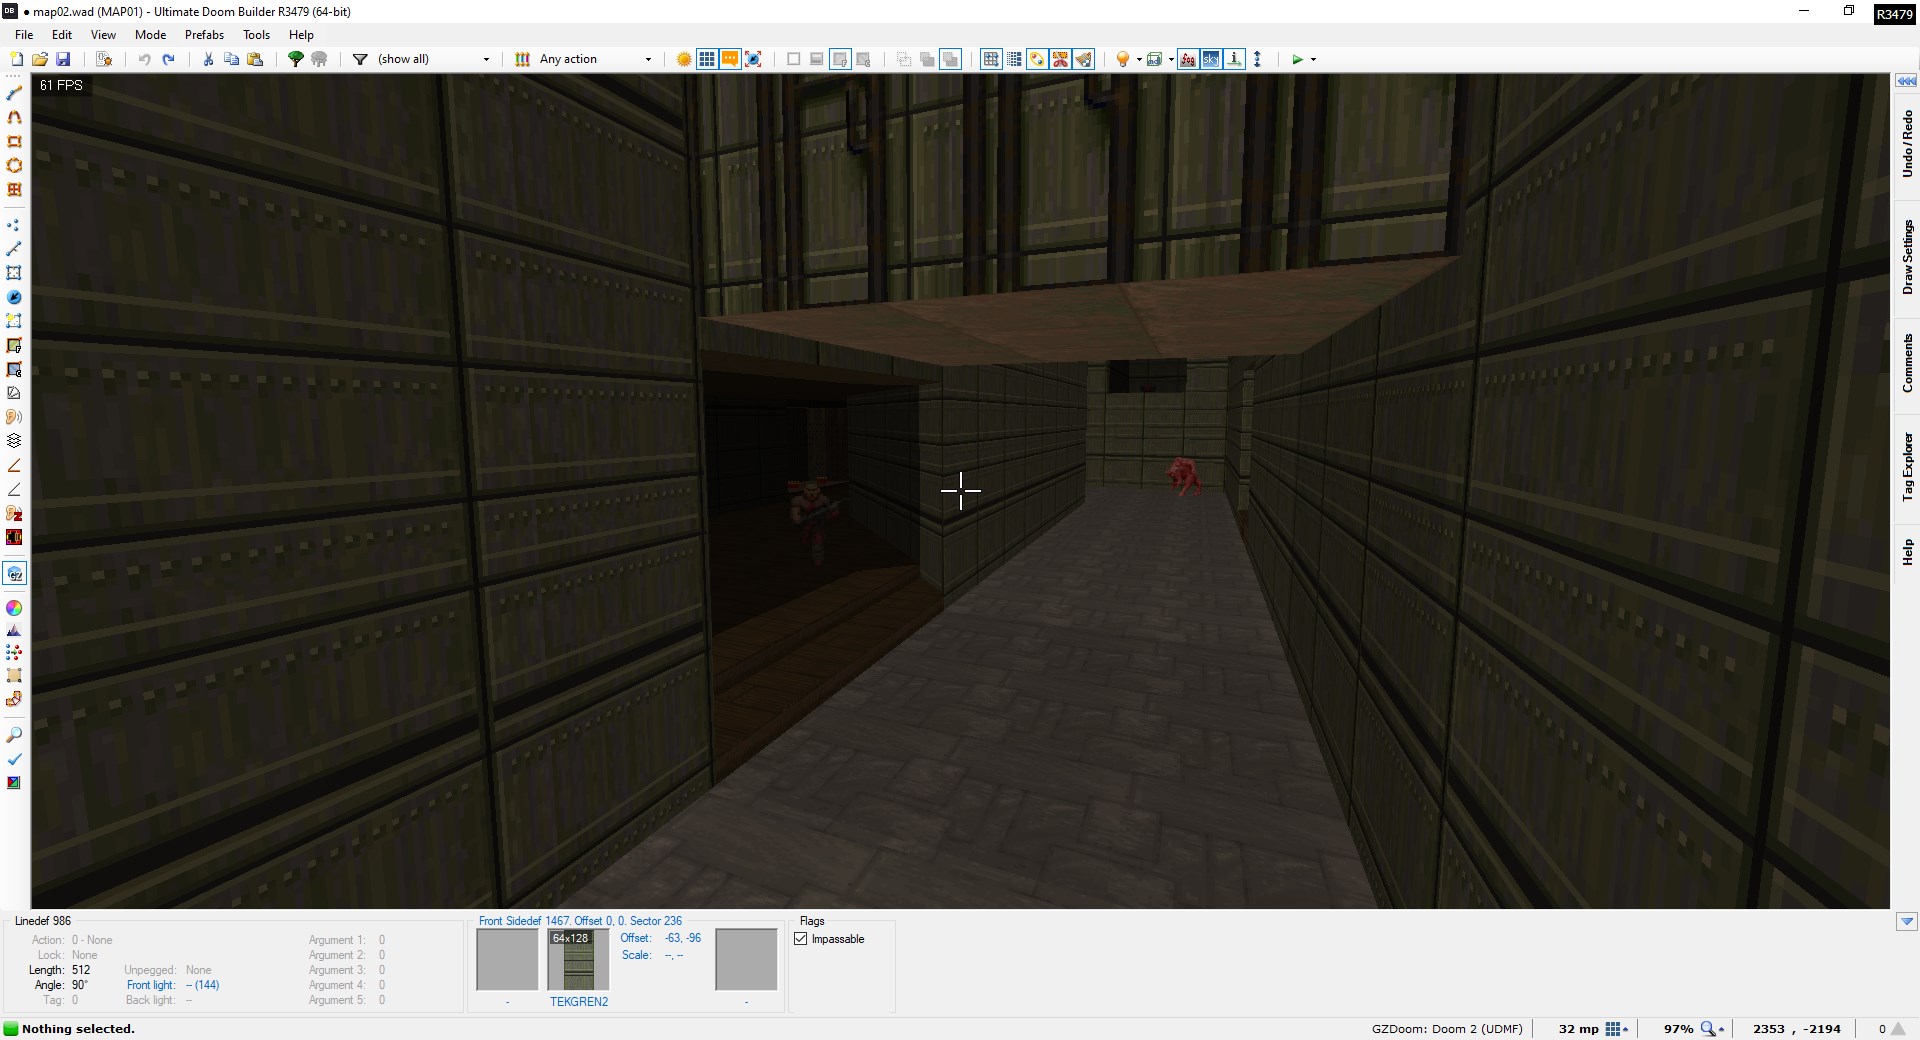 ● map02.wad (MAP01) - Ultimate Doom Builder R3479 (64-bit)
R3479
File Edit View Mode Prefabs Tools Help
(show all) Any action
61 FPS
Undo / Redo
Draw Settings
Comments
Tag Explorer
Help
Linedef 986
Action: 0 - None
Lock: None
Length: 512
Angle: 90°
Tag: 0
Unpegged: None
Front light: -- (144)
Back light: --
Argument 1: 0
Argument 2: 0
Argument 3: 0
Argument 4: 0
Argument 5: 0
Front Sidedef 1467. Offset 0, 0. Sector 236
64x128
Offset: -63, -96
Scale: --, --
- TEKGREN2 -
Flags
Impassable
Nothing selected.
GZDoom: Doom 2 (UDMF) 32 mp 97% 2353 , -2194 0